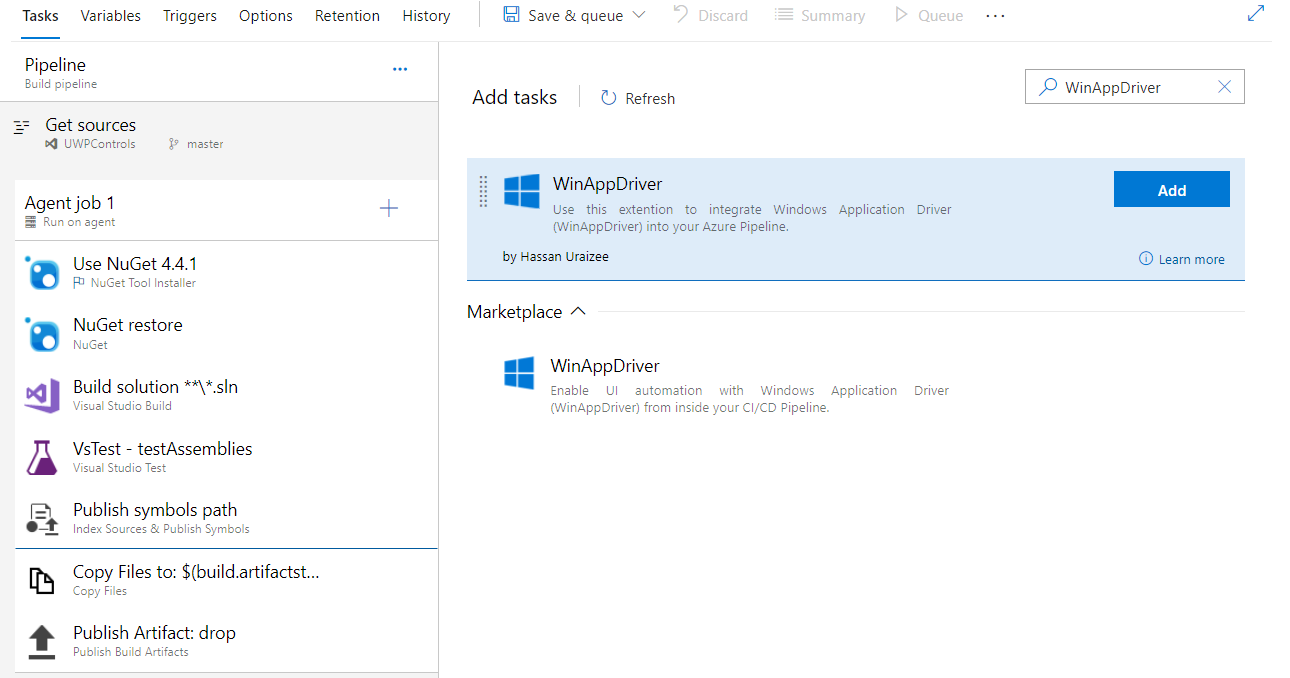 Tasks Variables Triggers Options Retention History Save & queue Discard Summary Queue ...
Pipeline ...
Build pipeline
Get sources
UWPControls master
Agent job 1
Run on agent
Use NuGet 4.4.1
NuGet Tool Installer
NuGet restore
NuGet
Build solution **\*.sln
Visual Studio Build
VsTest - testAssemblies
Visual Studio Test
Publish symbols path
Index Sources & Publish Symbols
Copy Files to: $(build.artifactst...
Copy Files
Publish Artifact: drop
Publish Build Artifacts
Add tasks Refresh WinAppDriver
WinAppDriver
Use this extention to integrate Windows Application Driver
(WinAppDriver) into your Azure Pipeline.
by Hassan Uraizee
Add
Learn more
Marketplace
WinAppDriver
Enable UI automation with Windows Application Driver
(WinAppDriver) from inside your CI/CD Pipeline.